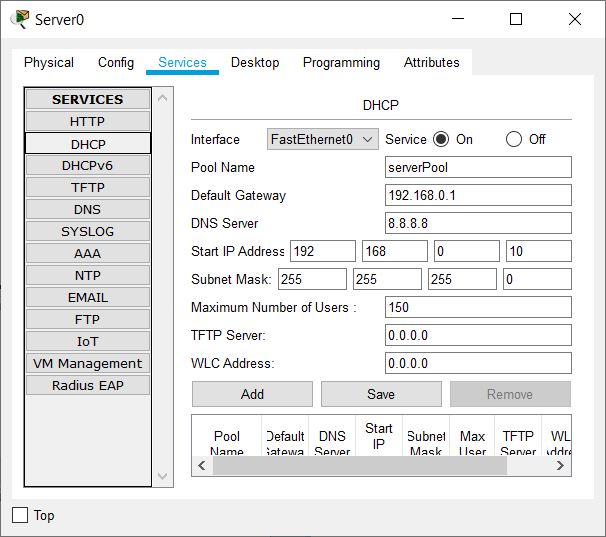 Server0
Physical Config Services Desktop Programming Attributes
SERVICES
HTTP
DHCP
DHCPv6
TFTP
DNS
SYSLOG
AAA
NTP
EMAIL
FTP
IoT
VM Management
Radius EAP
DHCP
Interface FastEthernet0 Service On Off
Pool Name serverPool
Default Gateway 192.168.0.1
DNS Server 8.8.8.8
Start IP Address 192 168 0 10
Subnet Mask: 255 255 255 0
Maximum Number of Users : 150
TFTP Server: 0.0.0.0
WLC Address: 0.0.0.0
Add Save Remove
Pool Default DNS Start Subnet Max TFTP WL
Name Gatewa Server IP Mask User Server Addre
Top